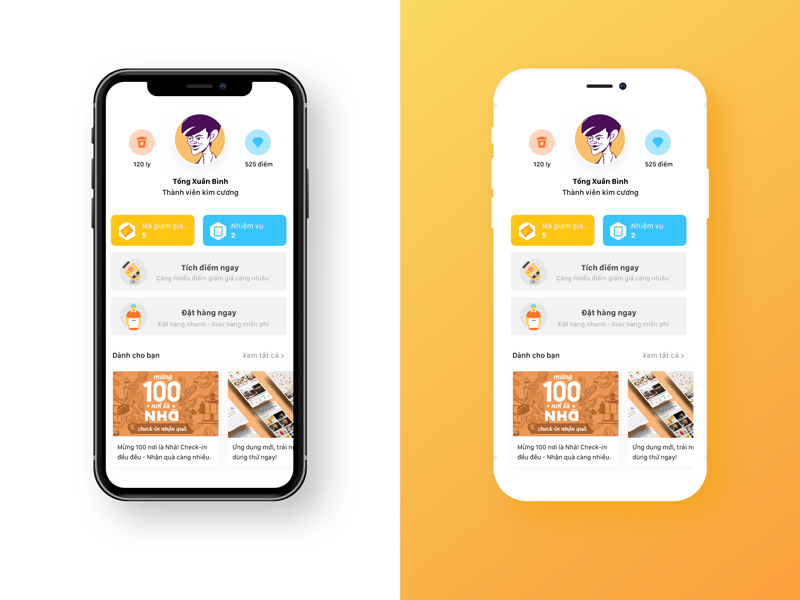 120 ly
525 điểm
Tống Xuân Bình
Thành viên kim cương
Mã giảm giá
5
Nhiệm vụ
2
Tích điểm ngay
Càng nhiều điểm giảm giá càng nhiều
Đặt hàng ngay
Đặt hàng nhanh - Giao hàng miễn phí
Dành cho bạn
Xem tất cả >
mừng
100
nơi là
NHÀ
check-in nhận quà
Mừng 100 nơi là Nhà! Check-in
đều đều - Nhận quà càng nhiều.
Ứng dụng mới, trải n
dùng thử ngay!
120 ly
525 điểm
Tống Xuân Bình
Thành viên kim cương
Mã giảm giá
5
Nhiệm vụ
2
Tích điểm ngay
Càng nhiều điểm giảm giá càng nhiều
Đặt hàng ngay
Đặt hàng nhanh - Giao hàng miễn phí
Dành cho bạn
Xem tất cả >
mừng
100
nơi là
NHÀ
check-in nhận quà
Mừng 100 nơi là Nhà! Check-in
đều đều - Nhận quà càng nhiều.
Ứng dụng mới, trải n
dùng thử ngay!